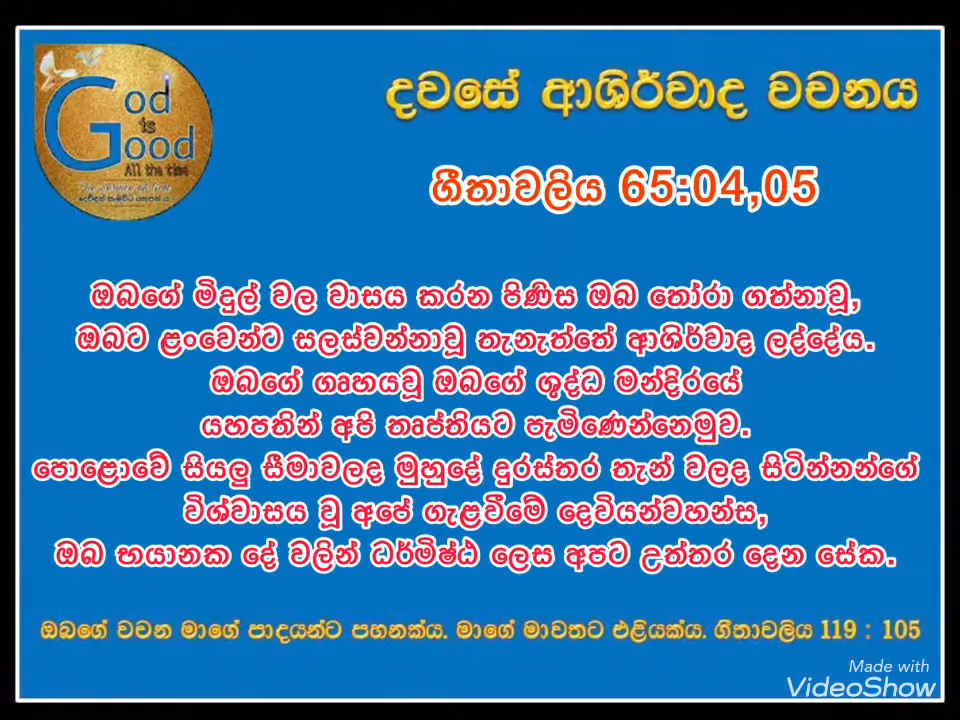 God
is
Good
All the time
දවසේ ආශිර්වාද වචනය
ගීතාවලිය 65:04,05
ඔබගේ මිදුල් වල වාසය කරන පිණිස ඔබ තෝරා ගත්නාවූ,
ඔබට ළංවෙන්ට සලස්වන්නාවූ තැනැත්තේ ආශිර්වාද ලද්දේය.
ඔබගේ ගෘහයවූ ඔබගේ ශුද්ධ මන්දිරයේ
යහපතින් අපි තෘප්තියට පැමිණෙන්නෙමුව.
පොළොවේ සියලු සීමාවලද මුහුදේ දුරස්තර තැන් වලද සිටින්නන්ගේ
විශ්වාසය වූ අපේ ගැළවීමේ දෙවියන්වහන්ස,
ඔබ භයානක දේ වලින් ධර්මිෂ්ඨ ලෙස අපට උත්තර දෙන සේක.
ඔබගේ වචන මාගේ පාදයන්ට පහනක්ය. මාගේ මාවතට එළියක්ය. ගීතාවලිය 119 : 105
Made with
VideoShow